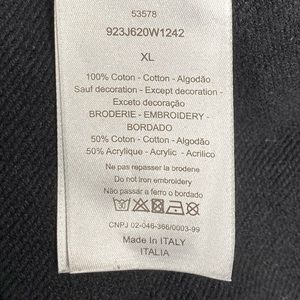 53578
923J620W1242
XL
100% Coton - Cotton - Algodão
Sauf decoration - Except decoration -
Exceto decoração
BRODERIE - EMBROIDERY -
BORDADO
50% Coton - Cotton - Algodão
50% Acrylique - Acrylic - Acrilico
Ne pas repasser la broderie
Do not Iron embroidery
Não passar a ferro o bordado
CNPJ 02-046-366/0003-99
Made In ITALY
ITALIA